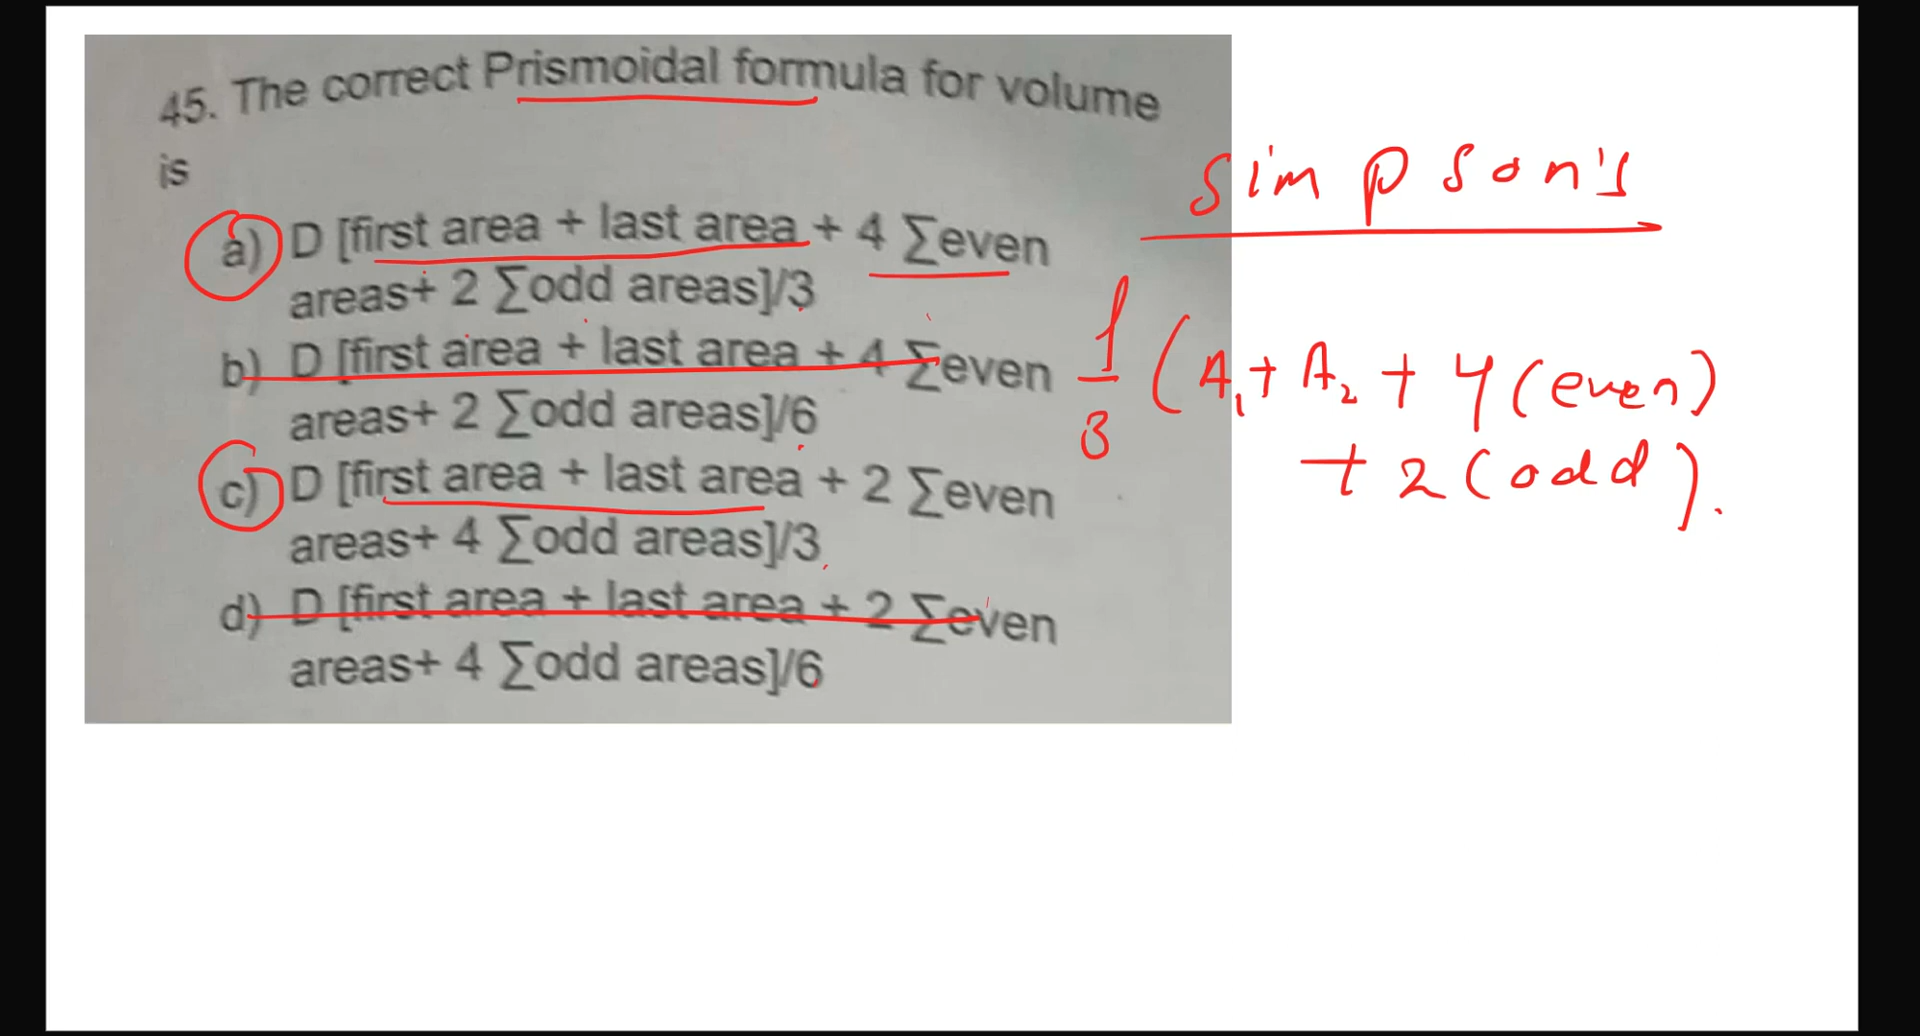 45. The correct Prismoidal formula for volume
is
a) D [first area + last area + 4 ∑even
areas+ 2 ∑odd areas]/3
b) D [first area + last area + 4 ∑even
areas+ 2 ∑odd areas]/6
c) D [first area + last area + 2 ∑even
areas+ 4 ∑odd areas]/3
d) D [first area + last area + 2 ∑even
areas+ 4 ∑odd areas]/6
Simpson's
1/3 (A₁ + A₂ + 4 (even)
+ 2 (odd).